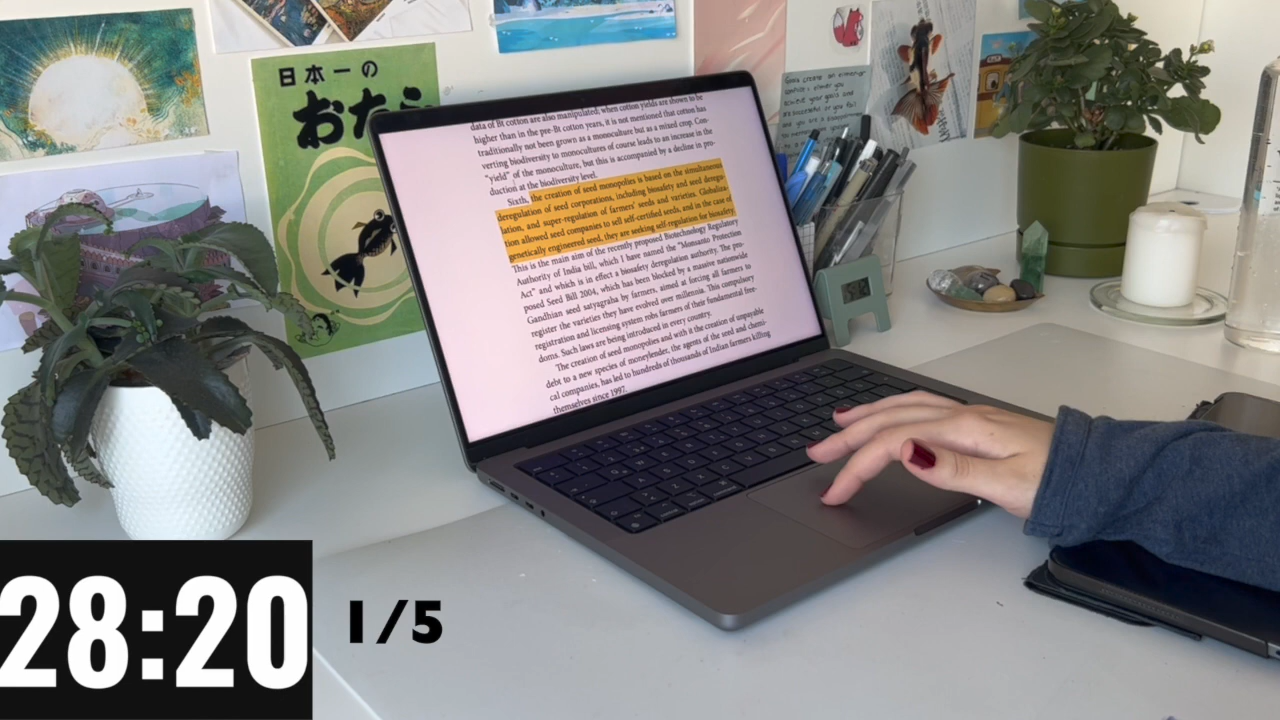 日本一の
data of Bt cotton are also manipulated; when cotton yields are shown to be
higher than in the pre-Bt cotton years, it is not mentioned that cotton has
traditionally not been grown as a monoculture but as a mixed crop. Con-
verting biodiversity to monocultures of course leads to an increase in the
"yield" of the monoculture, but this is accompanied by a decline in pro-
duction at the biodiversity level.
Sixth, the creation of seed monopolies is based on the simultaneous
deregulation of seed corporations, including biosafety and seed deregu-
lation, and super-regulation of farmers' seeds and varieties. Globaliza-
tion allowed seed companies to sell self-certified seeds, and in the case of
genetically engineered seed, they are seeking self-regulation for biosafety.
This is the main aim of the recently proposed Biotechnology Regulatory
Authority of India bill, which I have named the "Monsanto Protection
Act" and which is in effect a biosafety deregulation authority. The pro-
posed Seed Bill 2004, which has been blocked by a massive nationwide
Gandhian seed satyagraha by farmers, aimed at forcing all farmers to
register the varieties they have evolved over millennia. This compulsory
registration and licensing system robs farmers of their fundamental free-
doms. Such laws are being introduced in every country.
The creation of seed monopolies and with it the creation of unpayable
debt to a new species of moneylender, the agents of the seed and chemi-
cal companies, has led to hundreds of thousands of Indian farmers killing
themselves since 1997.
28:20
1/5